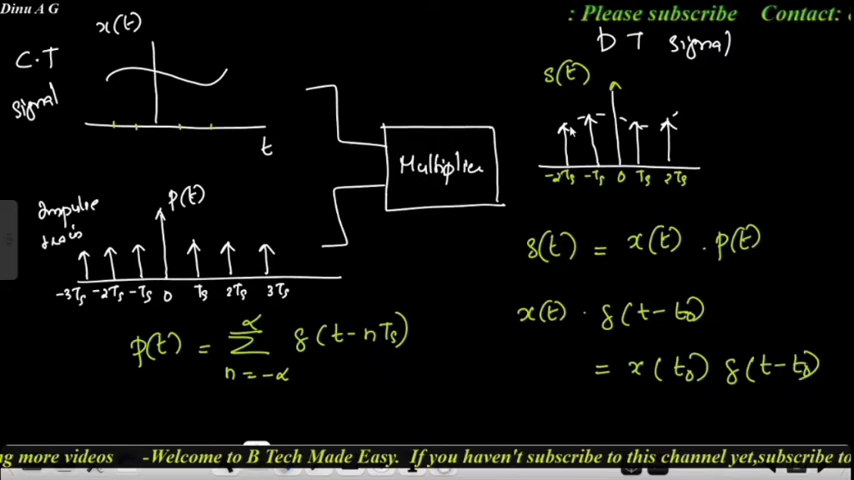 Dinu A G
: Please subscribe Contact:
x(t)
C.T
signal
t
DT signal
s(t)
-2Ts -Ts 0 Ts 2Ts
Multiplier
Impulse
train
p(t)
-3Ts -2Ts -Ts 0 Ts 2Ts 3Ts
s(t) = x(t) . p(t)
x(t) . δ(t-t0)
= x(t0) δ(t-t0)
p(t) = ∑ δ(t-nTs)
α
n=-α
ng more videos -Welcome to B Tech Made Easy. If you haven't subscribe to this channel yet,subscribe to